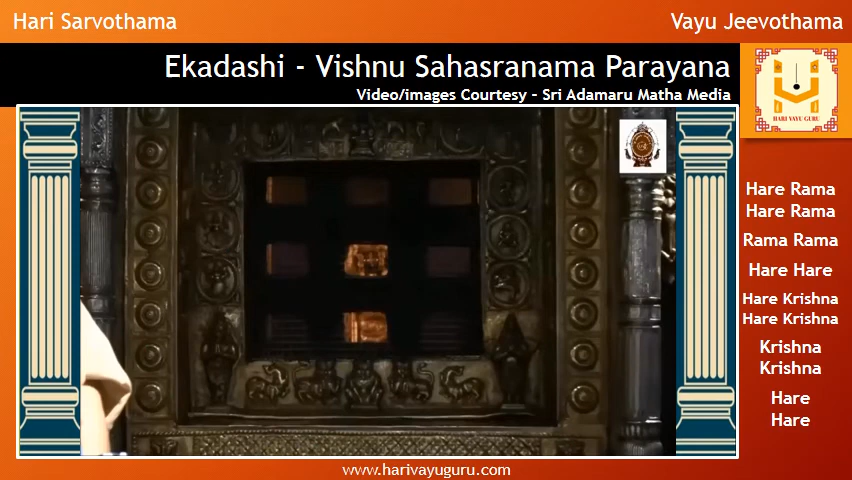 Hari Sarvothama
Vayu Jeevothama
Ekadashi - Vishnu Sahasranama Parayana
Video/images Courtesy – Sri Adamaru Matha Media
HARI VAYU GURU
Hare Rama
Hare Rama
Rama Rama
Hare Hare
Hare Krishna
Hare Krishna
Krishna
Krishna
Hare
Hare
www.harivayuguru.com